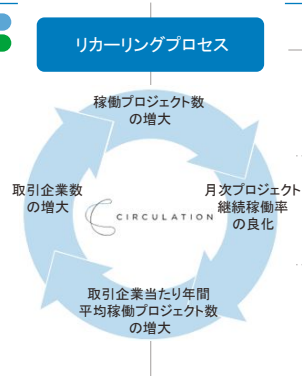 リカーリングプロセス
稼働プロジェクト数
の増大
月次プロジェクト
継続稼働率
の良化
取引企業当たり年間
平均稼働プロジェクト数
の増大
取引企業数
の増大
CIRCULATION